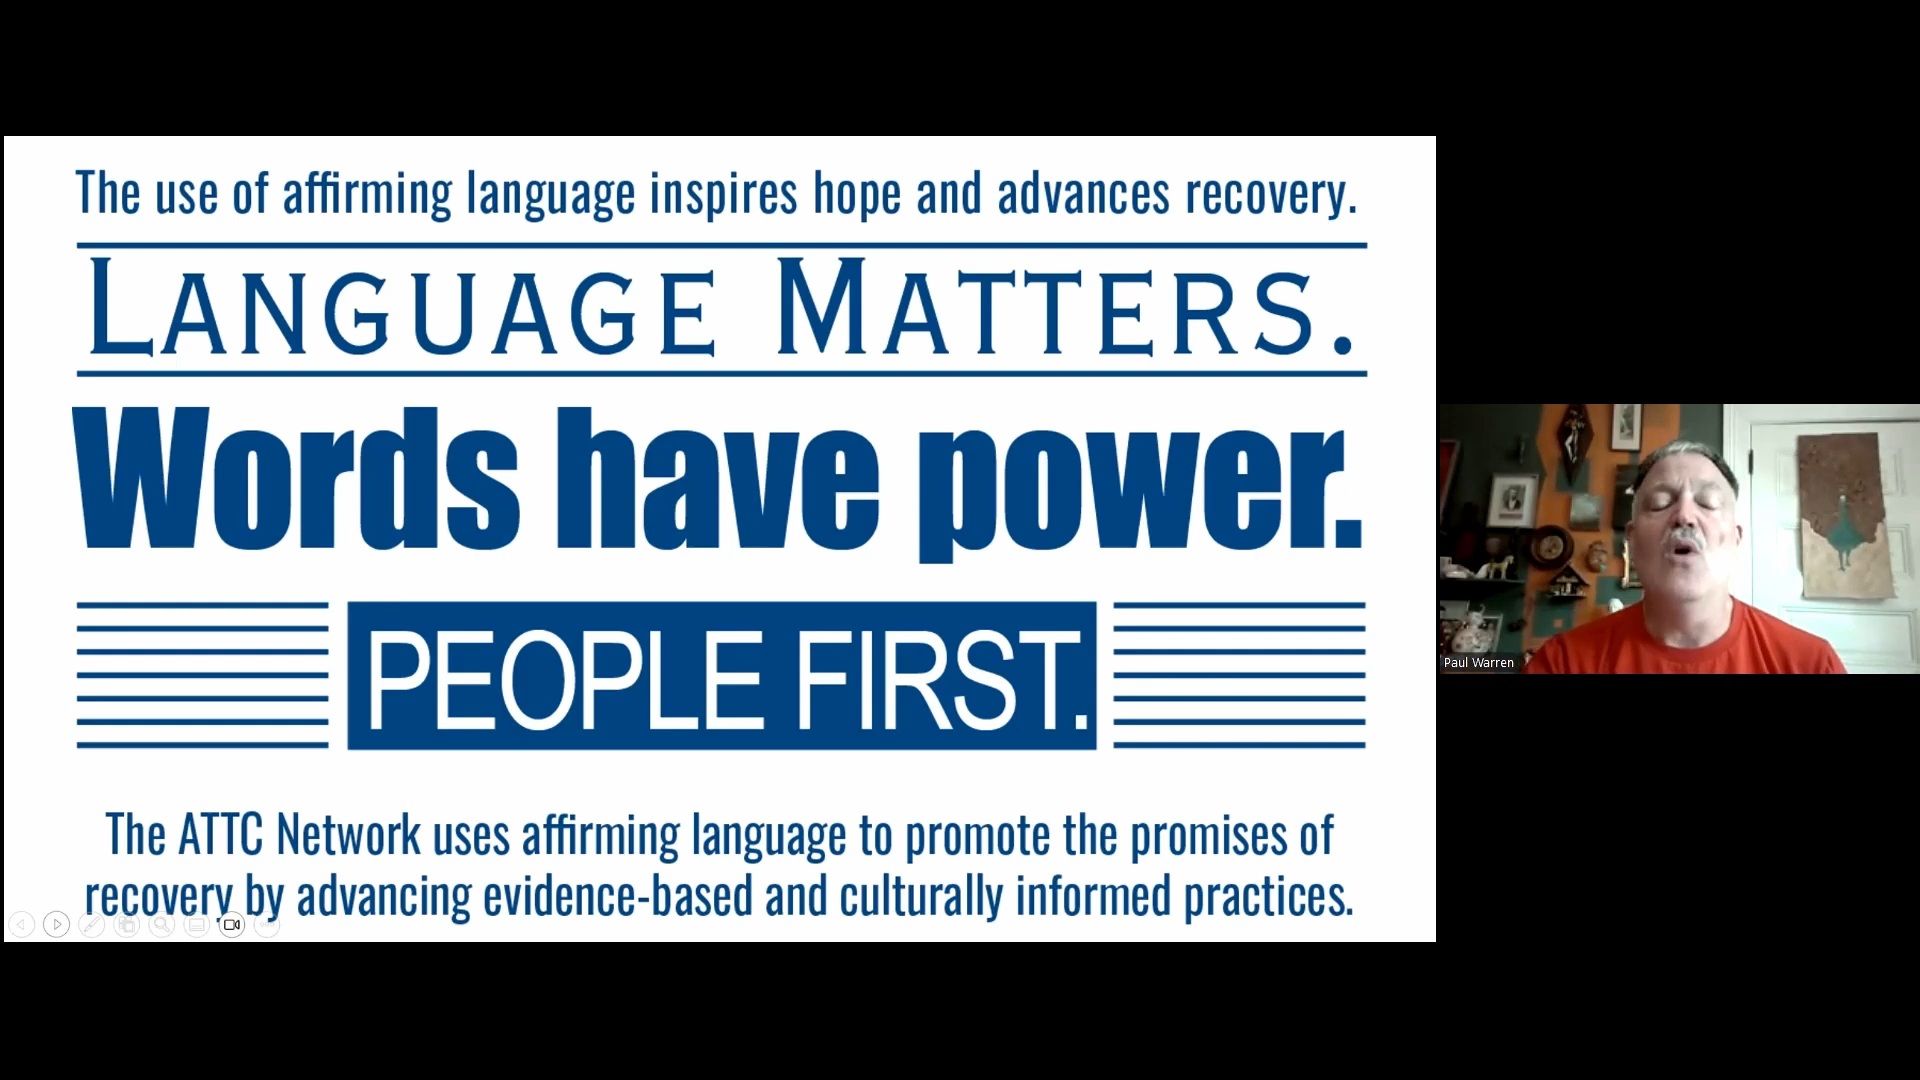 The use of affirming language inspires hope and advances recovery.
LANGUAGE MATTERS.
Words have power.
PEOPLE FIRST.
The ATTC Network uses affirming language to promote the promises of
recovery by advancing evidence-based and culturally informed practices.
Paul Warren